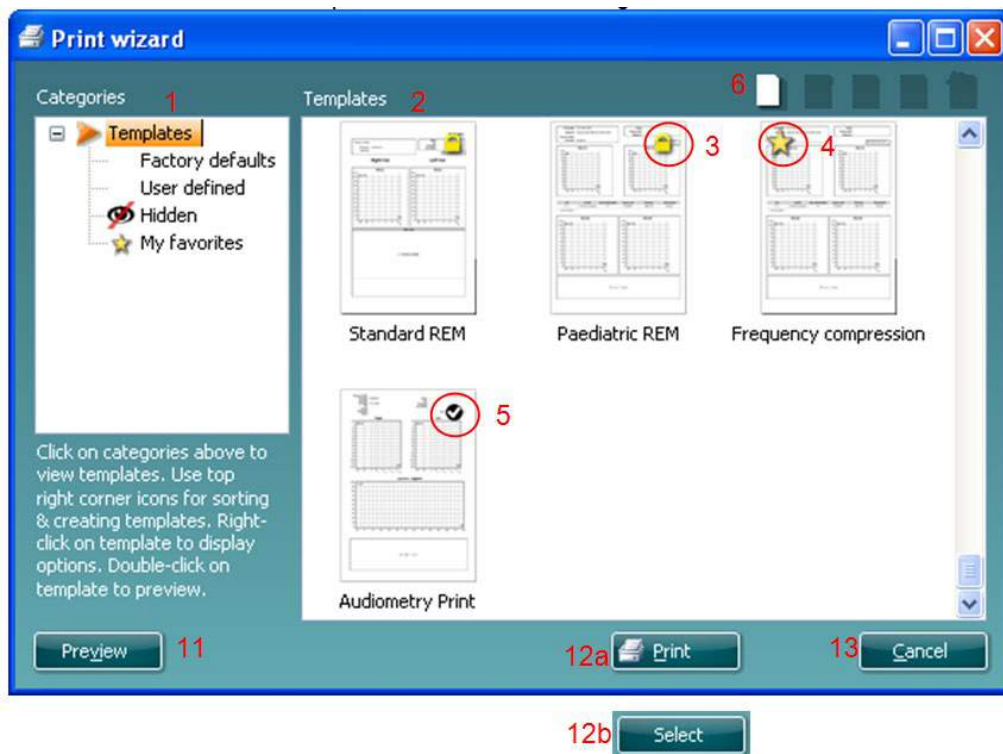 Print wizard
Categories 1
Templates 2
6
Templates
Factory defaults
User defined
Hidden
My favorites
3
4
Standard REM
Paediatric REM
Frequency compression
5
Audiometry Print
Click on categories above to
view templates. Use top
right corner icons for sorting
& creating templates. Right-
click on template to display
options. Double-click on
template to preview.
Preview 11
12a Print
13 Cancel
12b Select